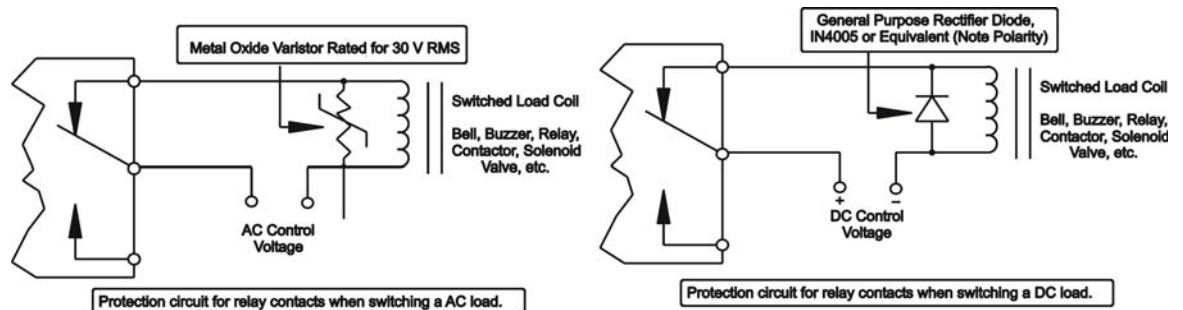 Metal Oxide Varistor Rated for 30 V RMS
Switched Load Coil
Bell, Buzzer, Relay,
Contactor, Solenoid
Valve, etc.
AC Control
Voltage
Protection circuit for relay contacts when switching a AC load.
General Purpose Rectifier Diode,
IN4005 or Equivalent (Note Polarity)
Switched Load Coil
Bell, Buzzer, Relay,
Contactor, Solenoid
Valve, etc.
+ –
DC Control
Voltage
Protection circuit for relay contacts when switching a DC load.